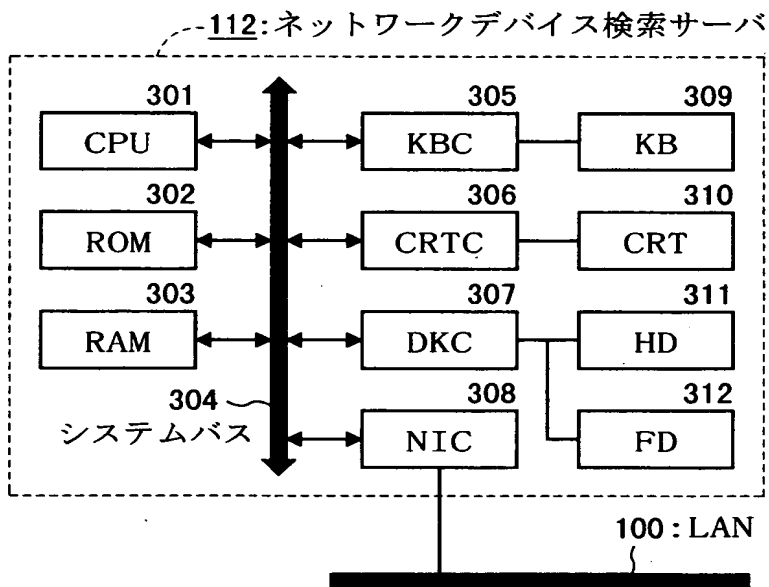 112:ネットワークデバイス検索サーバ
301 305 309
CPU KBC KB
302 306 310
ROM CRTC CRT
303 307 311
RAM DKC HD
304 308 312
システムバス NIC FD
100:LAN